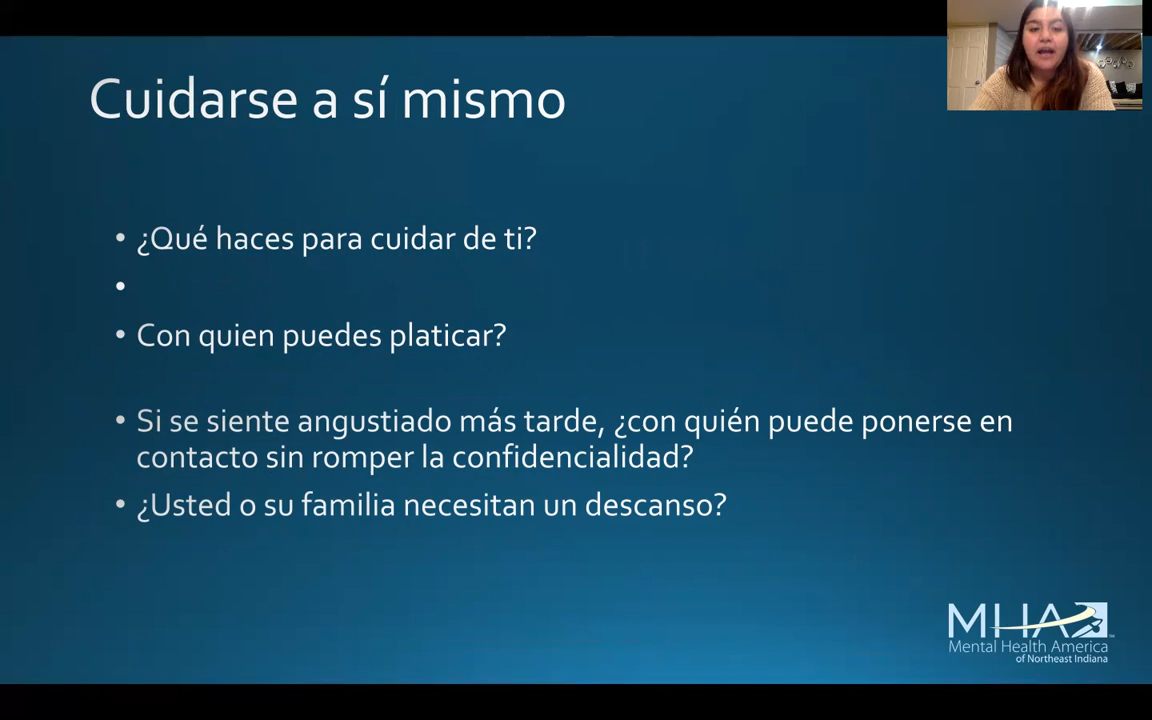 Cuidarse a sí mismo
• ¿Qué haces para cuidar de ti?
•
• Con quien puedes platicar?
• Si se siente angustiado más tarde, ¿con quién puede ponerse en
contacto sin romper la confidencialidad?
• ¿Usted o su familia necesitan un descanso?
MHA
Mental Health America
of Northeast Indiana